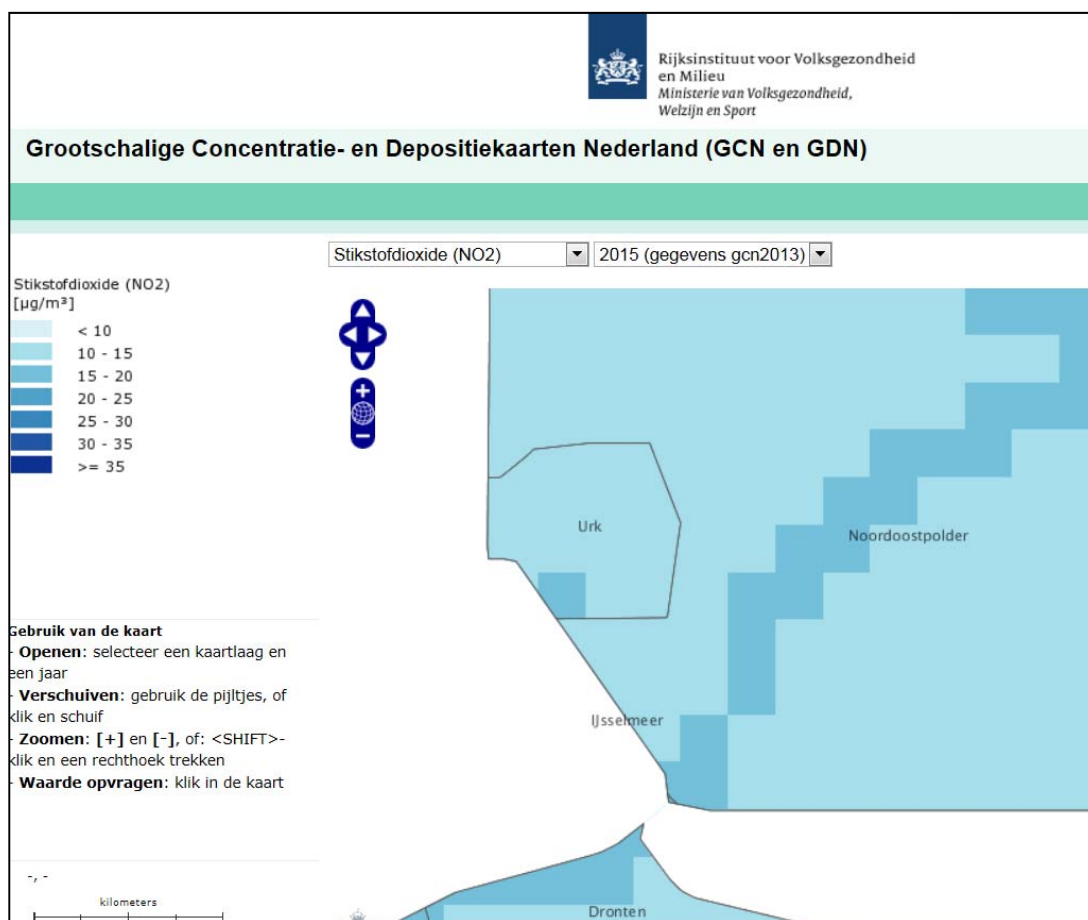 Rijksinstituut voor Volksgezondheid
en Milieu
Ministerie van Volksgezondheid,
Welzijn en Sport
Grootschalige Concentratie- en Depositiekaarten Nederland (GCN en GDN)
Stikstofdioxide (NO2)
2015 (gegevens gcn2013)
Stikstofdioxide (NO2)
[µg/m³]
< 10
10 - 15
15 - 20
20 - 25
25 - 30
30 - 35
>= 35
Urk
Noordoostpolder
IJsselmeer
Dronten
Gebruik van de kaart
- Openen: selecteer een kaartlaag en
een jaar
- Verschuiven: gebruik de pijltjes, of
klik en schuif
- Zoomen: [+] en [-], of: <SHIFT>-
klik en een rechthoek trekken
- Waarde opvragen: klik in de kaart
-, -
kilometers